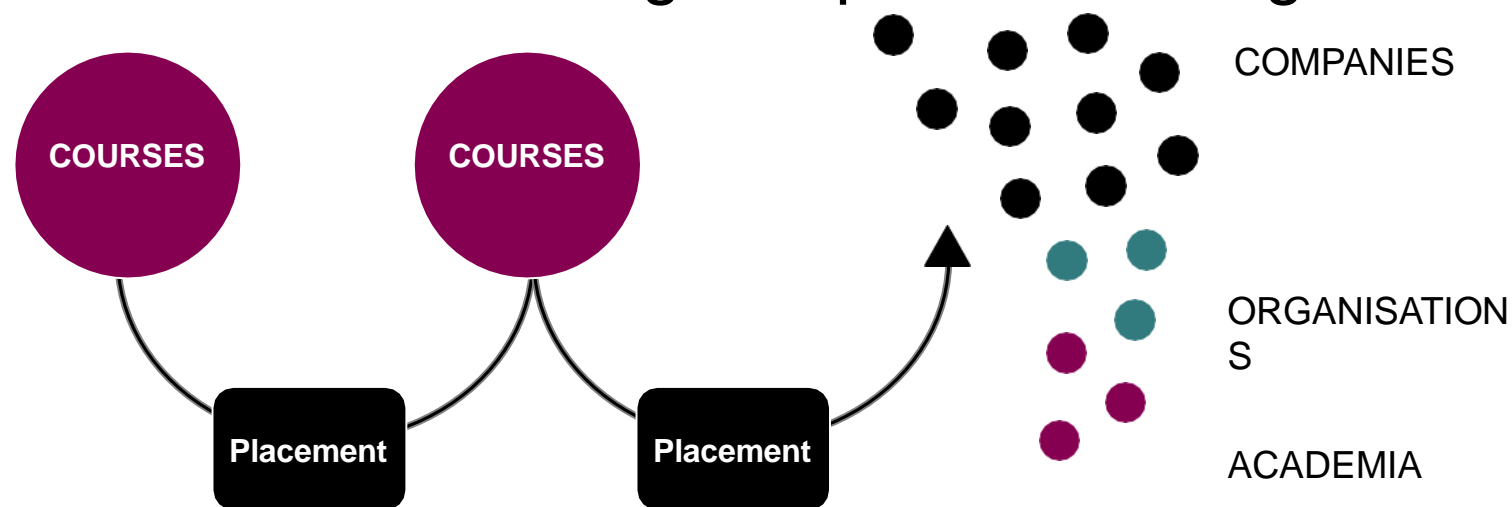 COMPANIES
COURSES
COURSES
ORGANISATION
S
Placement
Placement
ACADEMIA